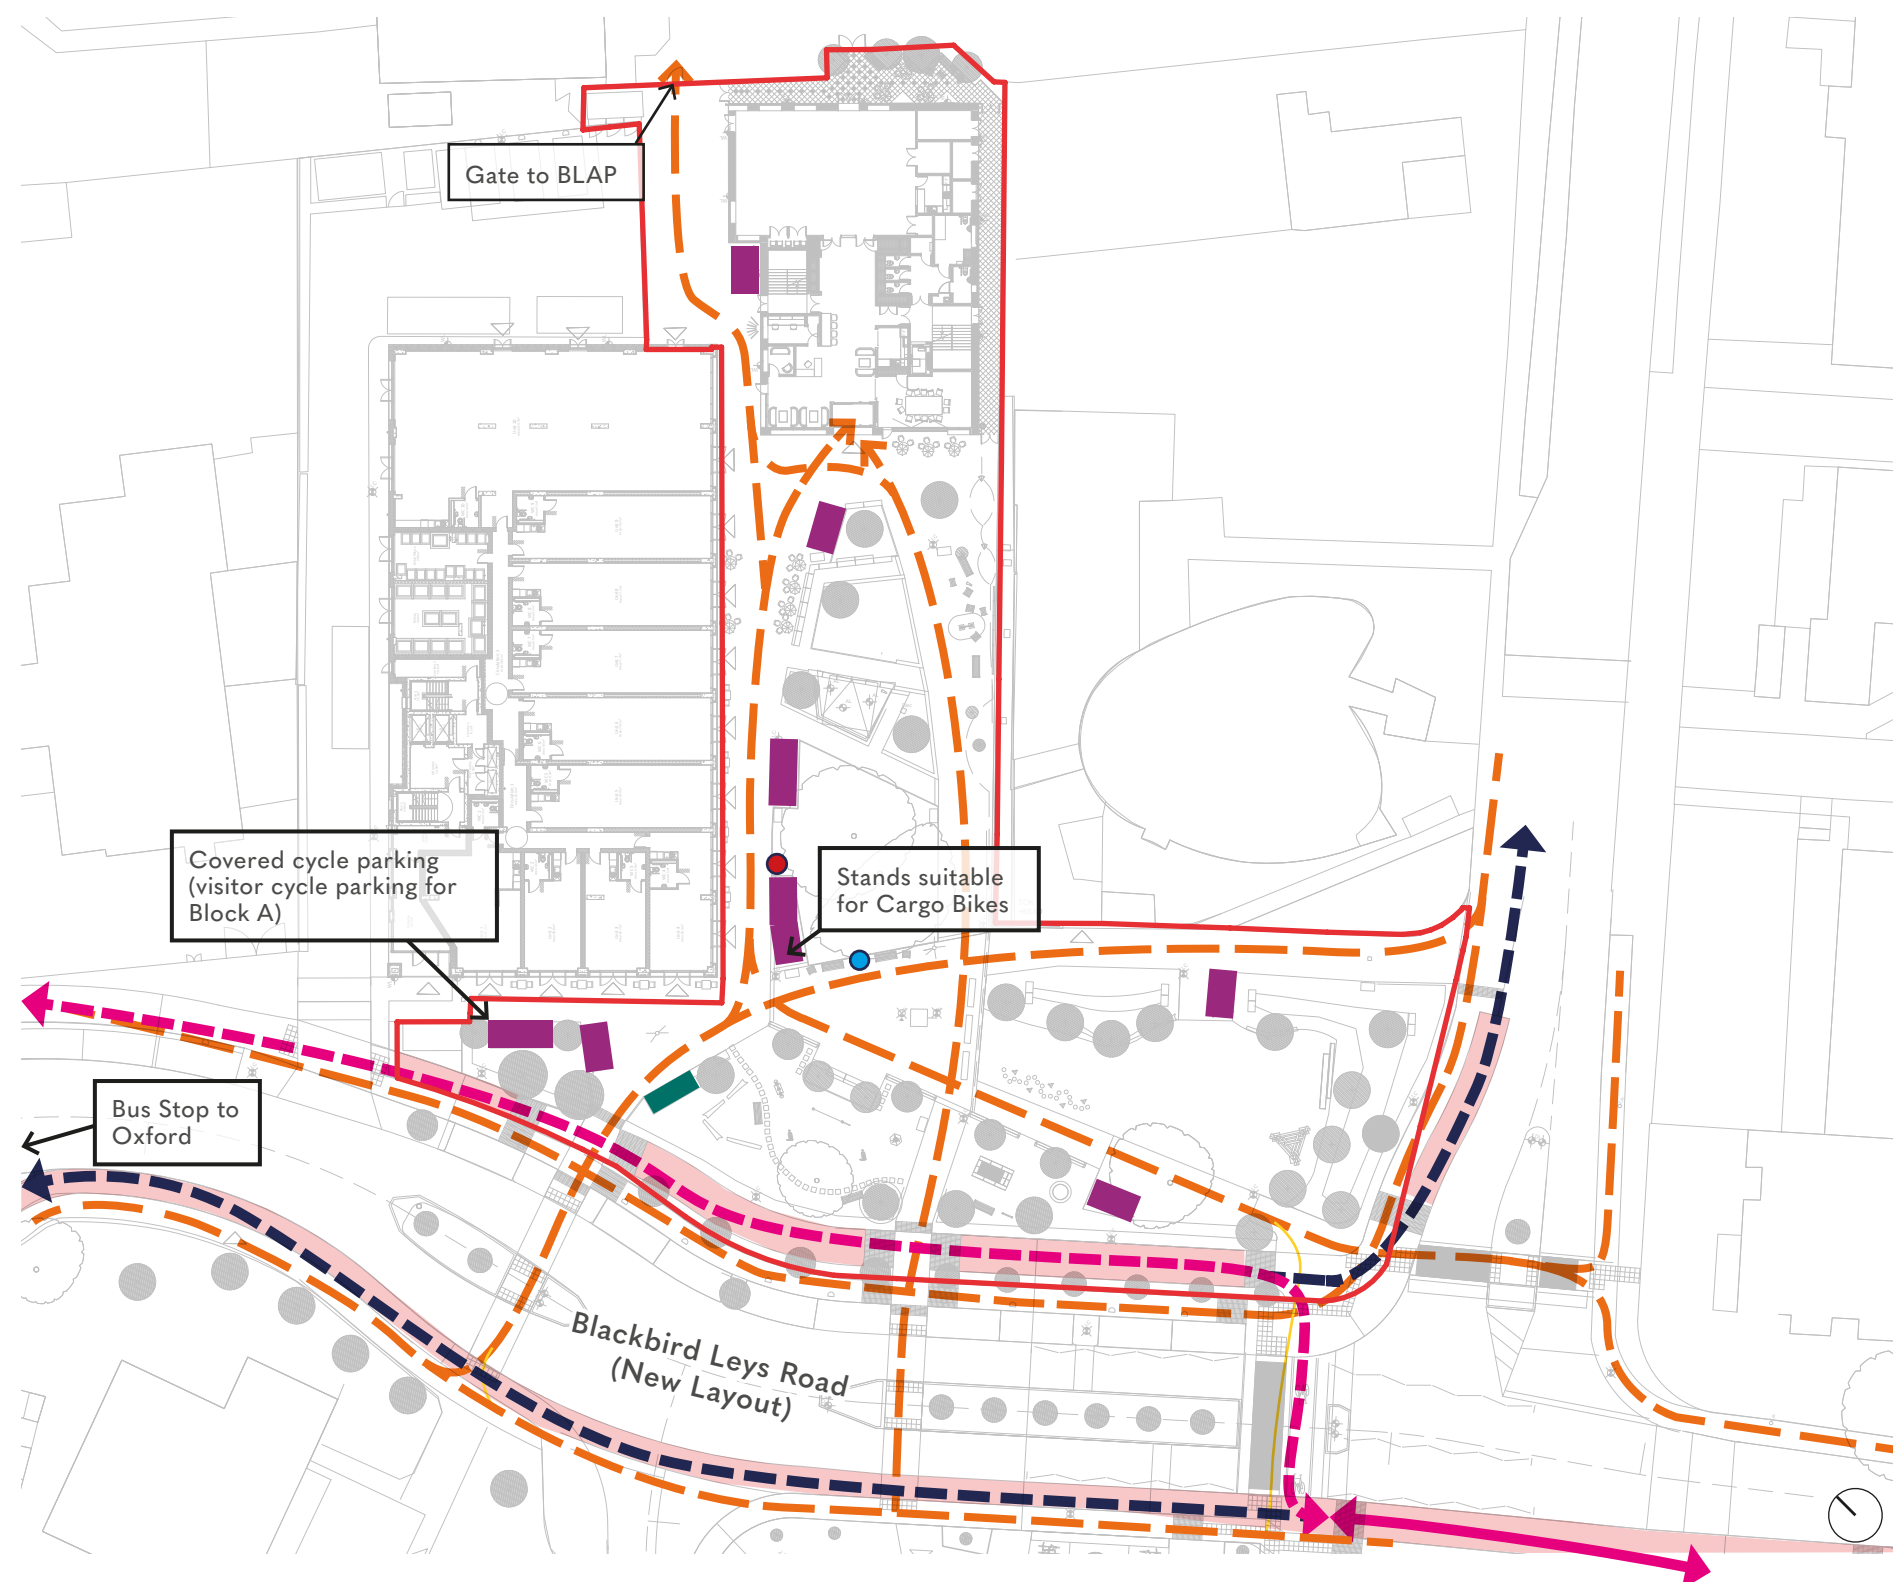 Gate to BLAP
Covered cycle parking
(visitor cycle parking for
Block A)
Stands suitable
for Cargo Bikes
Bus Stop to
Oxford
Blackbird Leys Road
(New Layout)